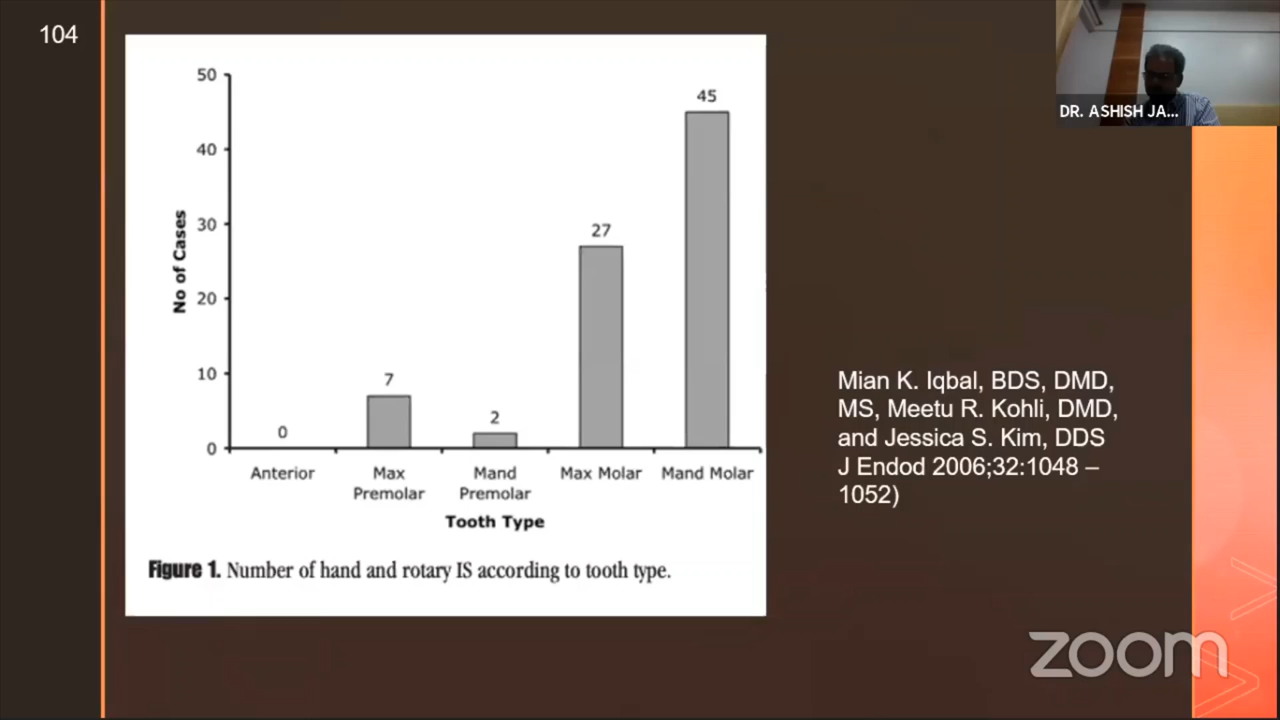 104
DR. ASHISH JA...
50
45
40
30
27
20
10
7
2
0
0
No of Cases
Anterior
Max
Premolar
Mand
Premolar
Max Molar
Mand Molar
Tooth Type
Figure 1. Number of hand and rotary IS according to tooth type.
Mian K. Iqbal, BDS, DMD,
MS, Meetu R. Kohli, DMD,
and Jessica S. Kim, DDS
J Endod 2006;32:1048 –
1052)
zoom